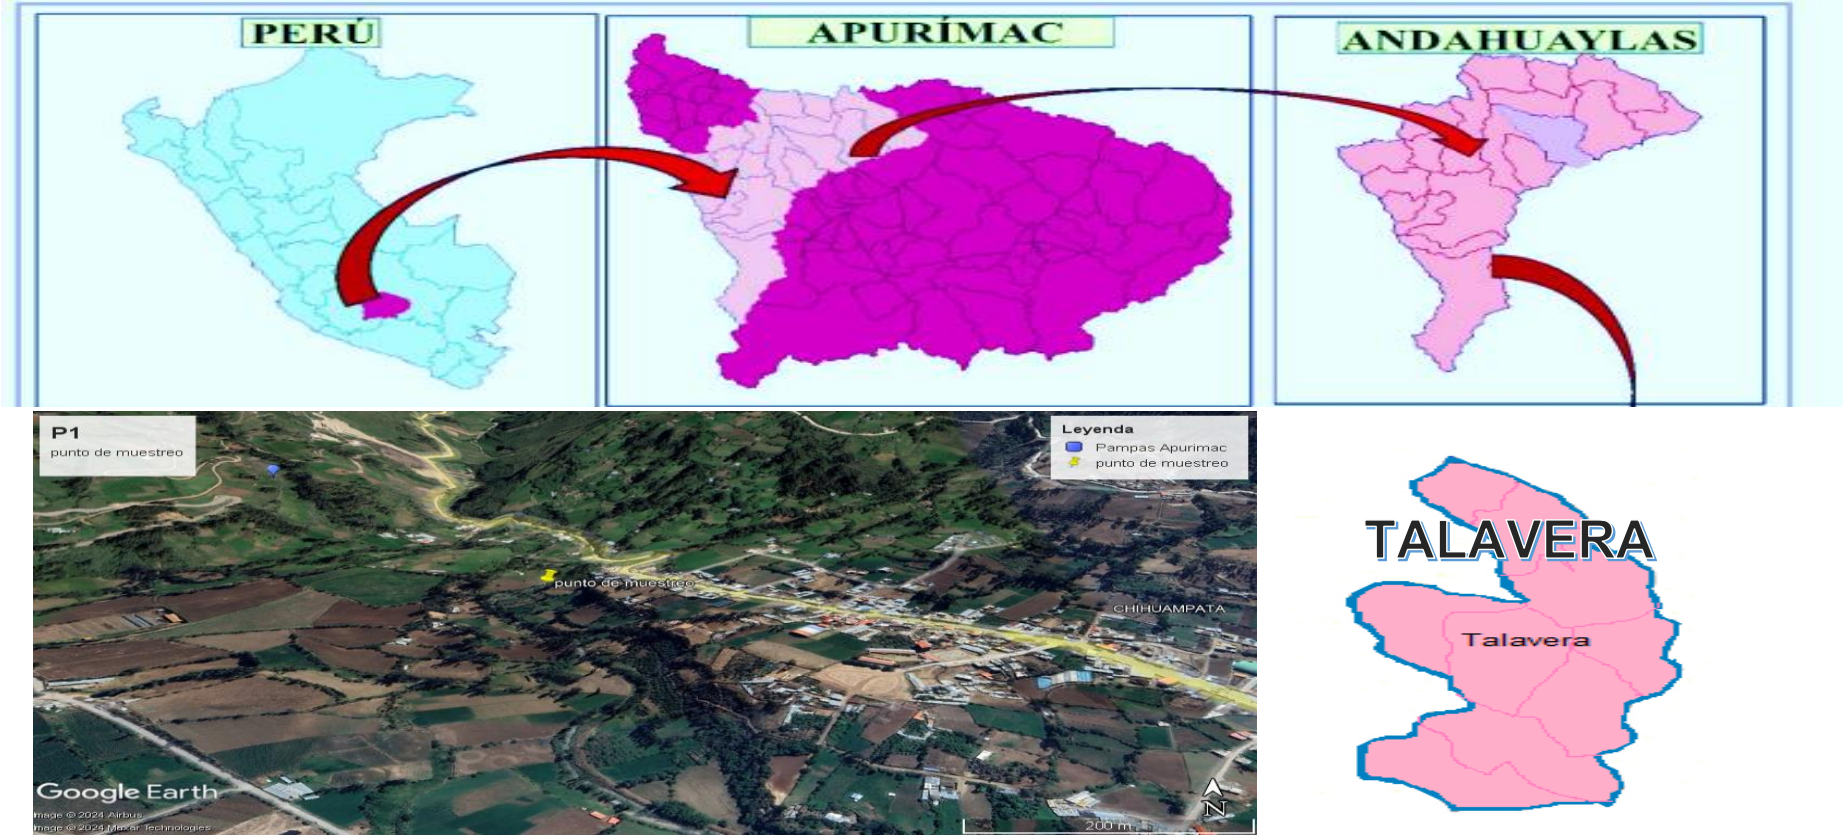 PERÚ
APURÍMAC
ANDAHUAYLAS
P1
punto de muestreo
Leyenda
Pampas Apurimac
punto de muestreo
punto de muestreo
CHIHUAMPATA
TALAVERA
Talavera
Google Earth
Image © 2024 Airbus
Image © 2024 Maxar Technologies
N
200 m